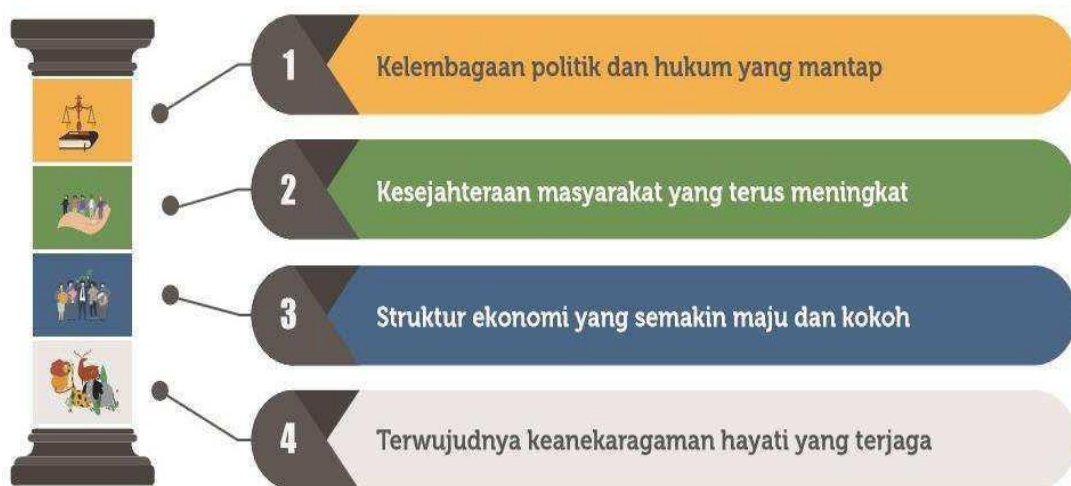 1
Kelembagaan politik dan hukum yang mantap
2
Kesejahteraan masyarakat yang terus meningkat
3
Struktur ekonomi yang semakin maju dan kokoh
4
Terwujudnya keanekaragaman hayati yang terjaga